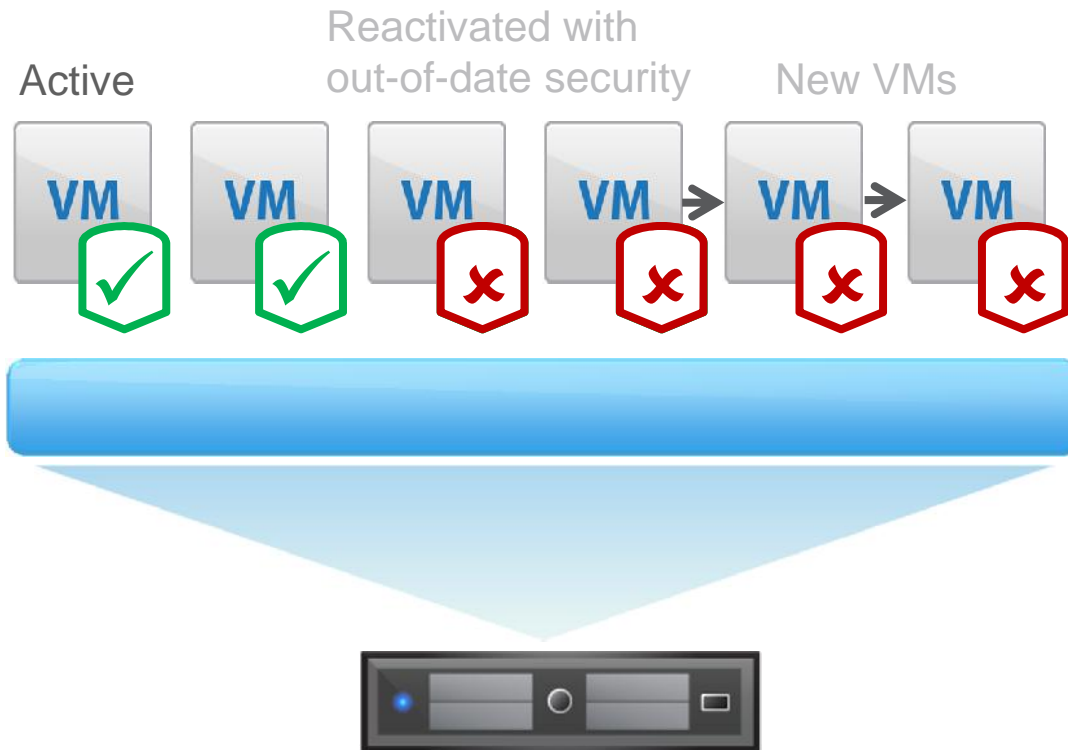 Reactivated with
out-of-date security
Active
New VMs
VM
VM
VM
VM
VM
VM